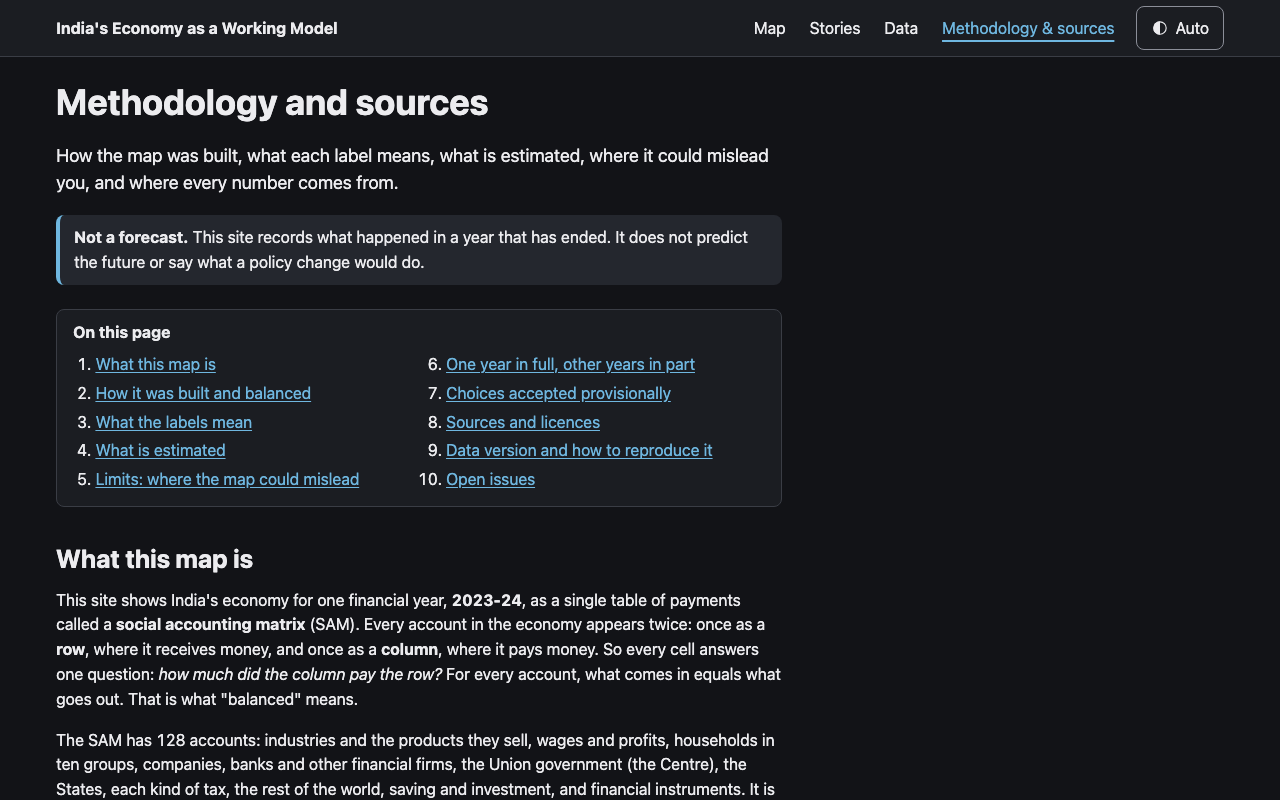 India's Economy as a Working Model
Map
Stories
Data
Methodology & sources
Auto
Methodology and sources
How the map was built, what each label means, what is estimated, where it could mislead
you, and where every number comes from.
Not a forecast. This site records what happened in a year that has ended. It does not predict
the future or say what a policy change would do.
On this page
1. What this map is
2. How it was built and balanced
3. What the labels mean
4. What is estimated
5. Limits: where the map could mislead
6. One year in full, other years in part
7. Choices accepted provisionally
8. Sources and licences
9. Data version and how to reproduce it
10. Open issues
What this map is
This site shows India's economy for one financial year, 2023-24, as a single table of payments
called a social accounting matrix (SAM). Every account in the economy appears twice: once as a
row, where it receives money, and once as a column, where it pays money. So every cell answers
one question: how much did the column pay the row? For every account, what comes in equals what
goes out. That is what "balanced" means.
The SAM has 128 accounts: industries and the products they sell, wages and profits, households in
ten groups, companies, banks and other financial firms, the Union government (the Centre), the
States, each kind of tax, the rest of the world, saving and investment, and financial instruments. It is